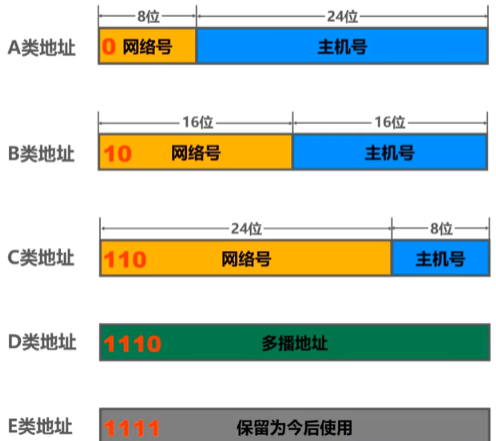 8位 24位
A类地址 0 网络号 主机号
16位 16位
B类地址 10 网络号 主机号
24位 8位
C类地址 110 网络号 主机号
D类地址 1110 多播地址
E类地址 1111 保留为今后使用